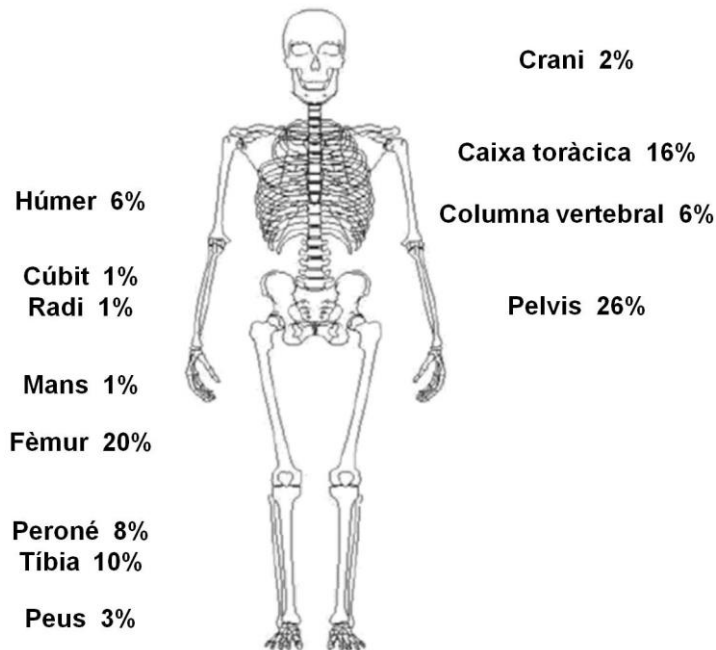 Crani 2%
Caixa toràcica 16%
Húmer 6%
Columna vertebral 6%
Cúbit 1%
Radi 1%
Pelvis 26%
Mans 1%
Fèmur 20%
Peroné 8%
Tíbia 10%
Peus 3%